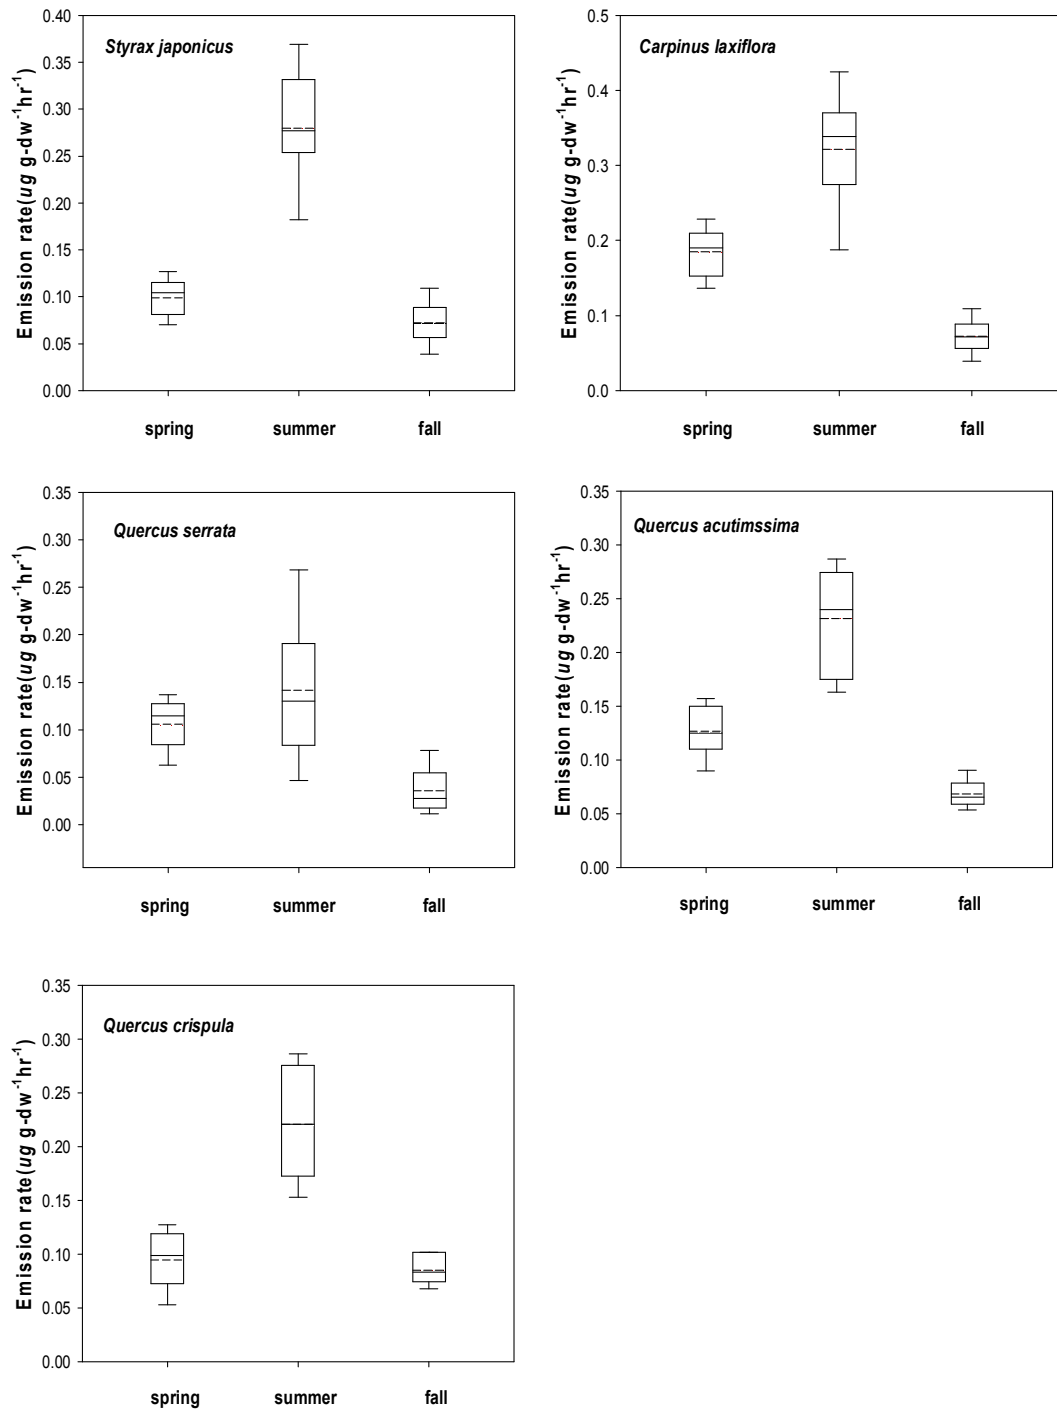 Styrax japonicus
Emission rate(ug g-dw-1hr-1)
0.40
0.35
0.30
0.25
0.20
0.15
0.10
0.05
0.00
spring summer fall
Carpinus laxiflora
Emission rate(ug g-dw-1hr-1)
0.5
0.4
0.3
0.2
0.1
0.0
spring summer fall
Quercus serrata
Emission rate(ug g-dw-1hr-1)
0.35
0.30
0.25
0.20
0.15
0.10
0.05
0.00
spring summer fall
Quercus acutimssima
Emission rate(ug g-dw-1hr-1)
0.35
0.30
0.25
0.20
0.15
0.10
0.05
0.00
spring summer fall
Quercus crispula
Emission rate(ug g-dw-1hr-1)
0.35
0.30
0.25
0.20
0.15
0.10
0.05
0.00
spring summer fall